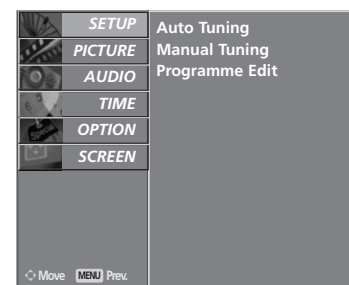 SETUP
PICTURE
AUDIO
TIME
OPTION
SCREEN
Auto Tuning
Manual Tuning
Programme Edit
Move MENU Prev.